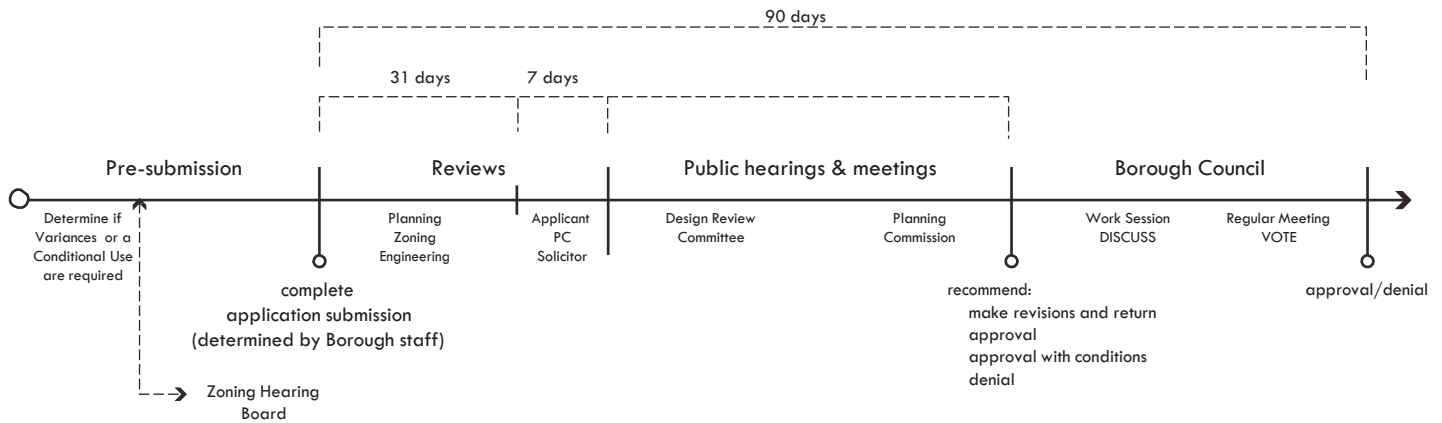 90 days
31 days
7 days
Pre-submission
Reviews
Public hearings & meetings
Borough Council
Determine if
Variances or a
Conditional Use
are required
Planning
Zoning
Engineering
Applicant
PC
Solicitor
Design Review
Committee
Planning
Commission
Work Session
DISCUSS
Regular Meeting
VOTE
complete
application submission
(determined by Borough staff)
recommend:
make revisions and return
approval
approval with conditions
denial
approval/denial
Zoning Hearing
Board